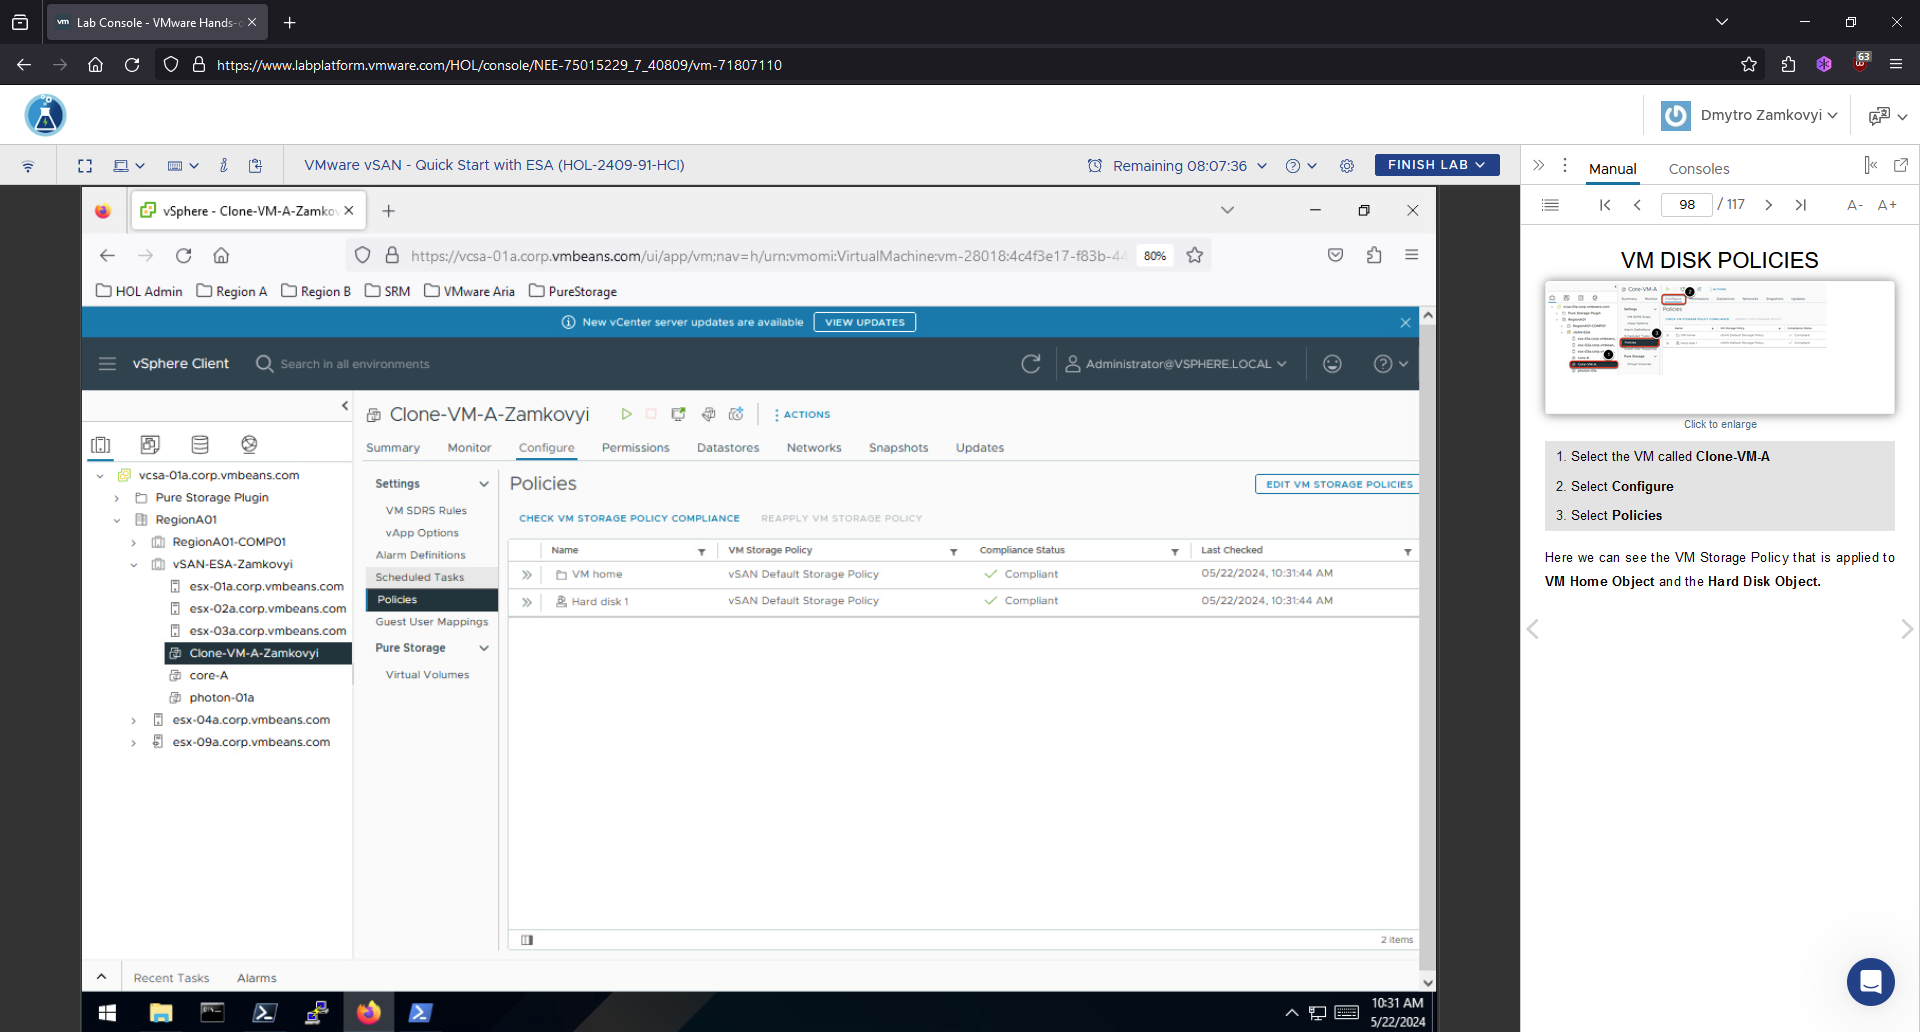 Lab Console - VMware Hands-o
63
https://www.labplatform.vmware.com/HOL/console/NEE-75015229_7_40809/vm-71807110
Dmytro Zamkovyi
VMware vSAN - Quick Start with ESA (HOL-2409-91-HCI)
Remaining 08:07:36
FINISH LAB
Manual
Consoles
98 / 117
A- A+
vSphere - Clone-VM-A-Zamkov
https://vcsa-01a.corp.vmbeans.com/ui/app/vm;nav=h/urn:vmomi:VirtualMachine:vm-28018:4c4f3e17-f83b-44
80%
HOL Admin
Region A
Region B
SRM
VMware Aria
PureStorage
New vCenter server updates are available
VIEW UPDATES
vSphere Client
Search in all environments
Administrator@VSPHERE.LOCAL
Clone-VM-A-Zamkovyi
ACTIONS
Summary Monitor Configure Permissions Datastores Networks Snapshots Updates
vcsa-01a.corp.vmbeans.com
Pure Storage Plugin
RegionA01
RegionA01-COMP01
vSAN-ESA-Zamkovyi
esx-01a.corp.vmbeans.com
esx-02a.corp.vmbeans.com
esx-03a.corp.vmbeans.com
Clone-VM-A-Zamkovyi
core-A
photon-01a
esx-04a.corp.vmbeans.com
esx-09a.corp.vmbeans.com
Settings
VM SDRS Rules
vApp Options
Alarm Definitions
Scheduled Tasks
Policies
Guest User Mappings
Pure Storage
Virtual Volumes
Policies
EDIT VM STORAGE POLICIES
CHECK VM STORAGE POLICY COMPLIANCE
REAPPLY VM STORAGE POLICY
Name VM Storage Policy Compliance Status Last Checked
VM home vSAN Default Storage Policy Compliant 05/22/2024, 10:31:44 AM
Hard disk 1 vSAN Default Storage Policy Compliant 05/22/2024, 10:31:44 AM
2 items
Recent Tasks
Alarms
10:31 AM
5/22/2024
VM DISK POLICIES
Click to enlarge
1. Select the VM called Clone-VM-A
2. Select Configure
3. Select Policies
Here we can see the VM Storage Policy that is applied to
VM Home Object and the Hard Disk Object.